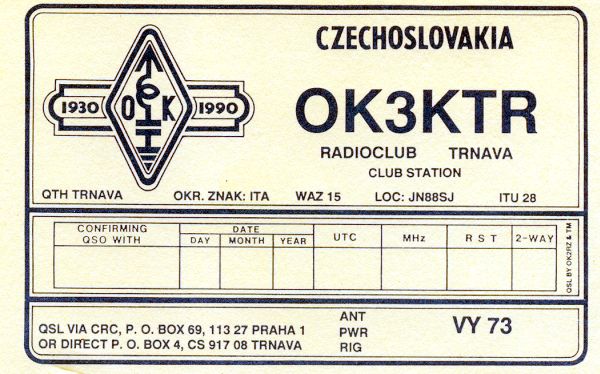 CZECHOSLOVAKIA
1930 OK 1990
OK3KTR
RADIOCLUB TRNAVA
CLUB STATION
QTH TRNAVA OKR. ZNAK: ITA WAZ 15 LOC: JN88SJ ITU 28
CONFIRMING QSO WITH
DATE
DAY MONTH YEAR
UTC
MHz
R S T
2-WAY
QSL BY OK2RZ & TM
QSL VIA CRC, P. O. BOX 69, 113 27 PRAHA 1
OR DIRECT P. O. BOX 4, CS 917 08 TRNAVA
ANT
PWR
RIG
VY 73